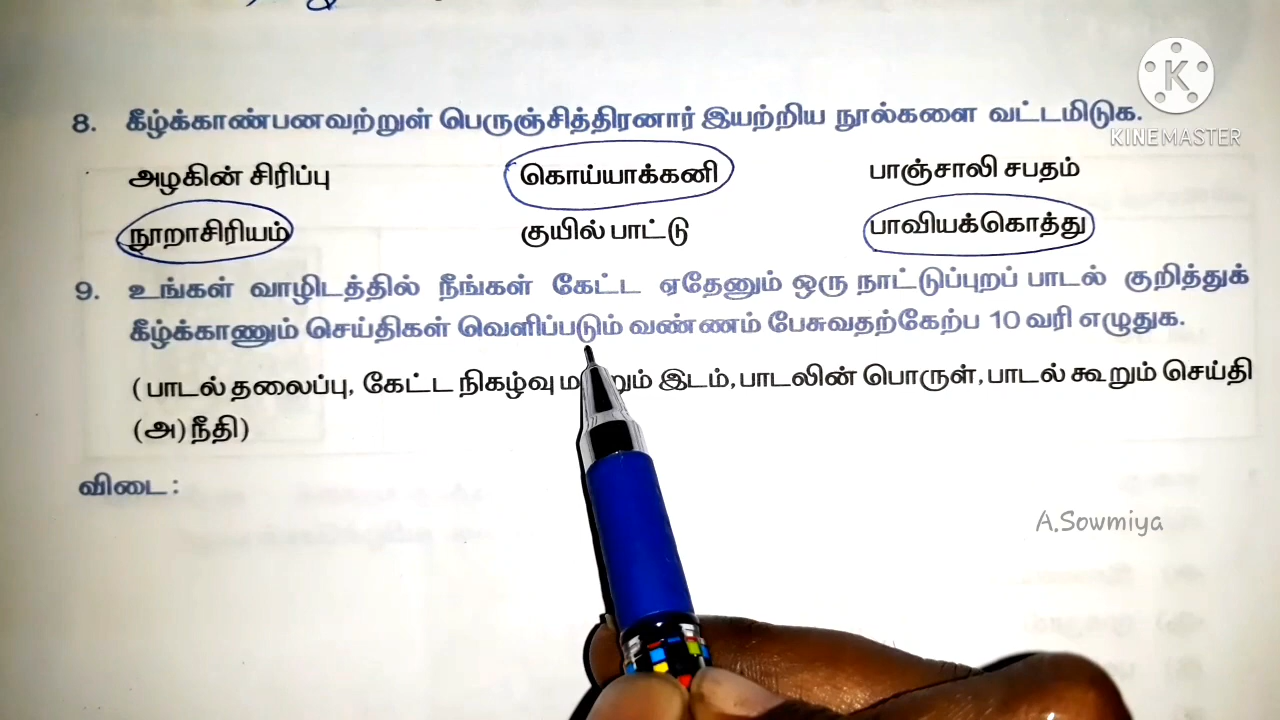 8. கீழ்க்காண்பனவற்றுள் பெருஞ்சித்திரனார் இயற்றிய நூல்களை வட்டமிடுக.
K
KINEMASTER
அழகின் சிரிப்பு கொய்யாக்கனி பாஞ்சாலி சபதம்
நூறாசிரியம் குயில் பாட்டு பாவியக்கொத்து
9. உங்கள் வாழிடத்தில் நீங்கள் கேட்ட ஏதேனும் ஒரு நாட்டுப்புறப் பாடல் குறித்துக்
கீழ்க்காணும் செய்திகள் வெளிப்படும் வண்ணம் பேசுவதற்கேற்ப 10 வரி எழுதுக.
(பாடல் தலைப்பு, கேட்ட நிகழ்வு இடம், பாடலின் பொருள், பாடல் கூறும் செய்தி
(அ) நீதி)
விடை :
A.Sowmiya